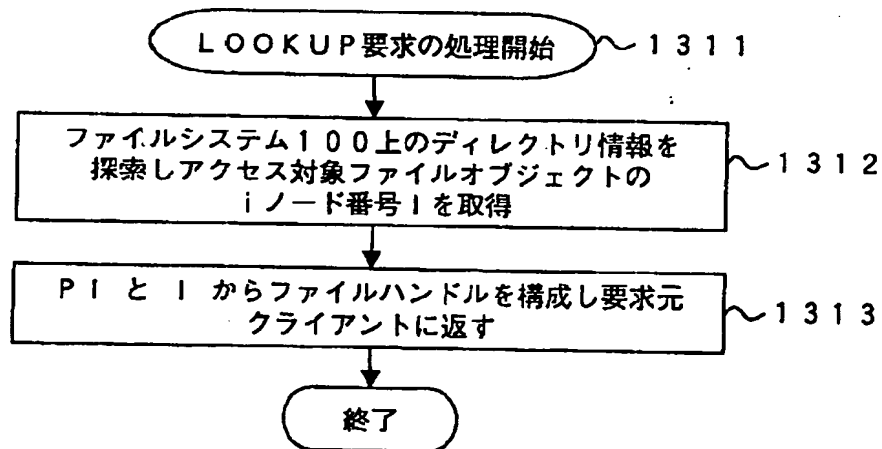 LOOKUP要求の処理開始 1311
ファイルシステム100上のディレクトリ情報を
探索しアクセス対象ファイルオブジェクトの
iノード番号Iを取得
1312
Pi と I からファイルハンドルを構成し要求元
クライアントに返す
1313
終了